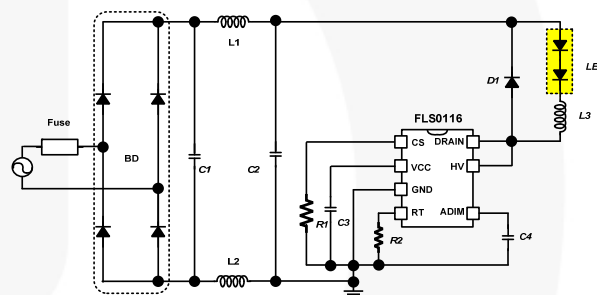 L1
LE
D1
L3
FLS0116
Fuse
CS
DRAIN
BD
C1
C2
VCC
HV
GND
R1
C3
RT
ADIM
R2
C4
L2